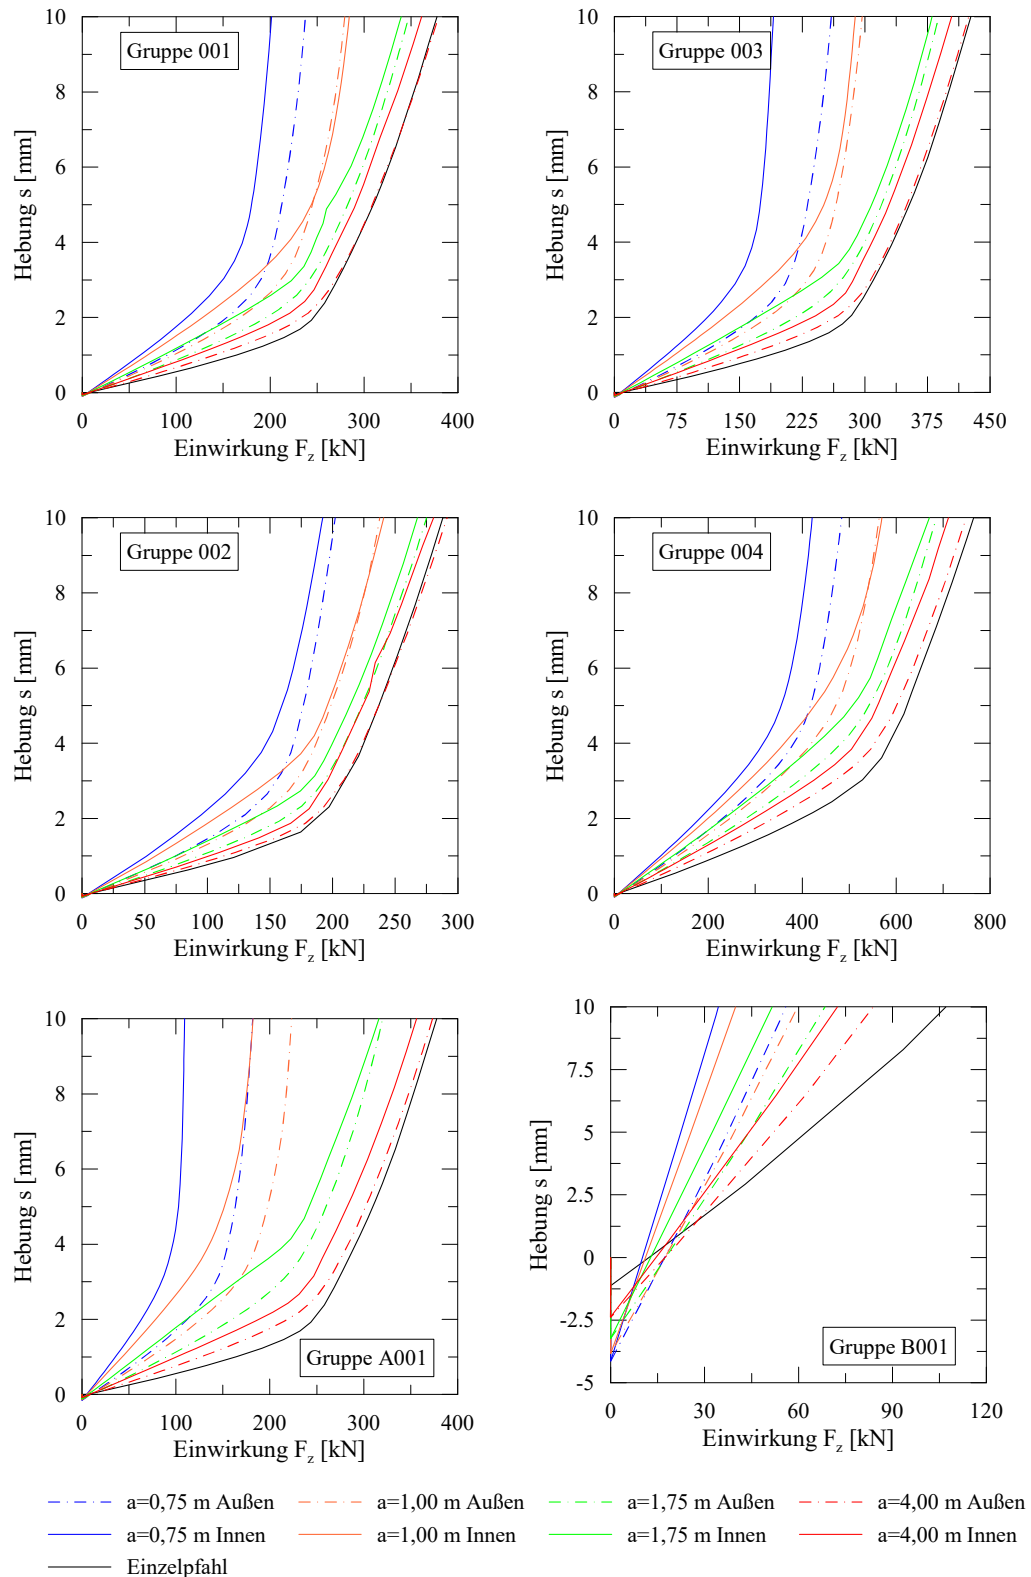 10
8
6
4
2
0
Hebung s [mm]
Gruppe 001
0 100 200 300 400
Einwirkung F_z [kN]
10
8
6
4
2
0
Hebung s [mm]
Gruppe 003
0 75 150 225 300 375 450
Einwirkung F_z [kN]
10
8
6
4
2
0
Hebung s [mm]
Gruppe 002
0 50 100 150 200 250 300
Einwirkung F_z [kN]
10
8
6
4
2
0
Hebung s [mm]
Gruppe 004
0 200 400 600 800
Einwirkung F_z [kN]
10
8
6
4
2
0
Hebung s [mm]
Gruppe A001
0 100 200 300 400
Einwirkung F_z [kN]
10
7.5
5
2.5
0
-2.5
-5
Hebung s [mm]
Gruppe B001
0 30 60 90 120
Einwirkung F_z [kN]
a=0,75 m Außen a=1,00 m Außen a=1,75 m Außen a=4,00 m Außen
a=0,75 m Innen a=1,00 m Innen a=1,75 m Innen a=4,00 m Innen
Einzelpfahl